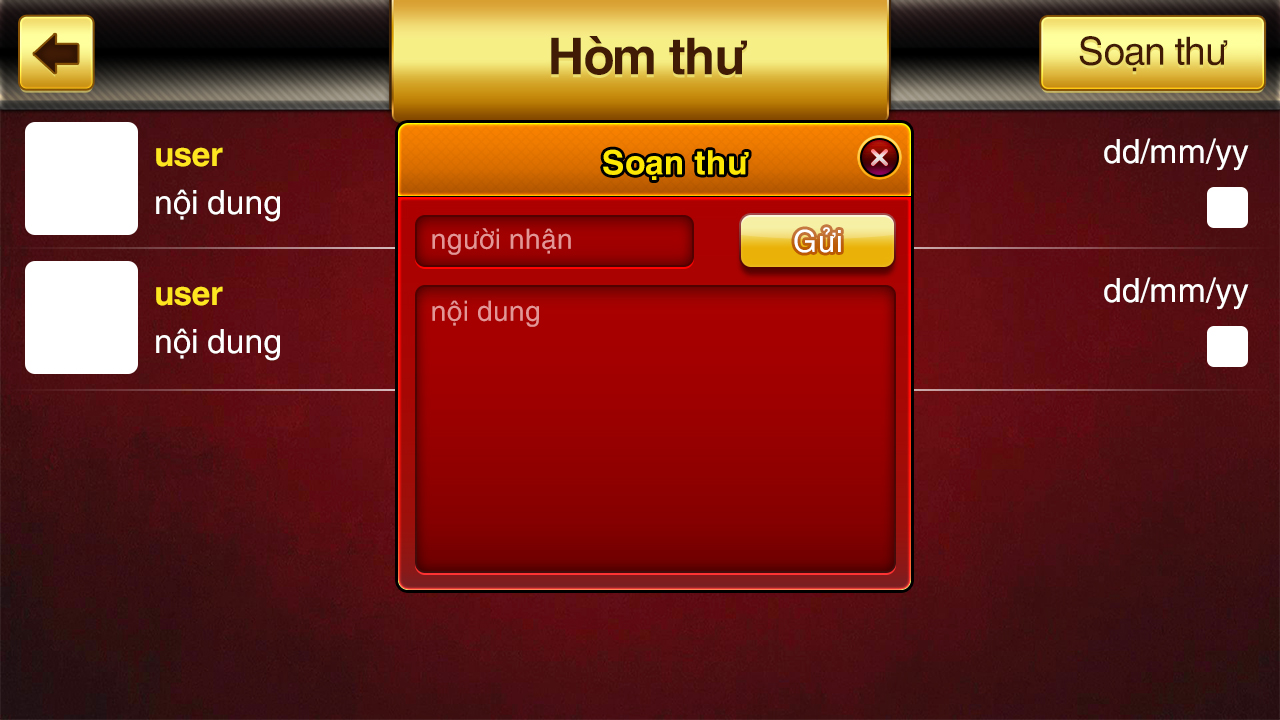 Hòm thư
Soạn thư
user
nội dung
dd/mm/yy
user
nội dung
dd/mm/yy
Soạn thư
người nhận
Gửi
nội dung